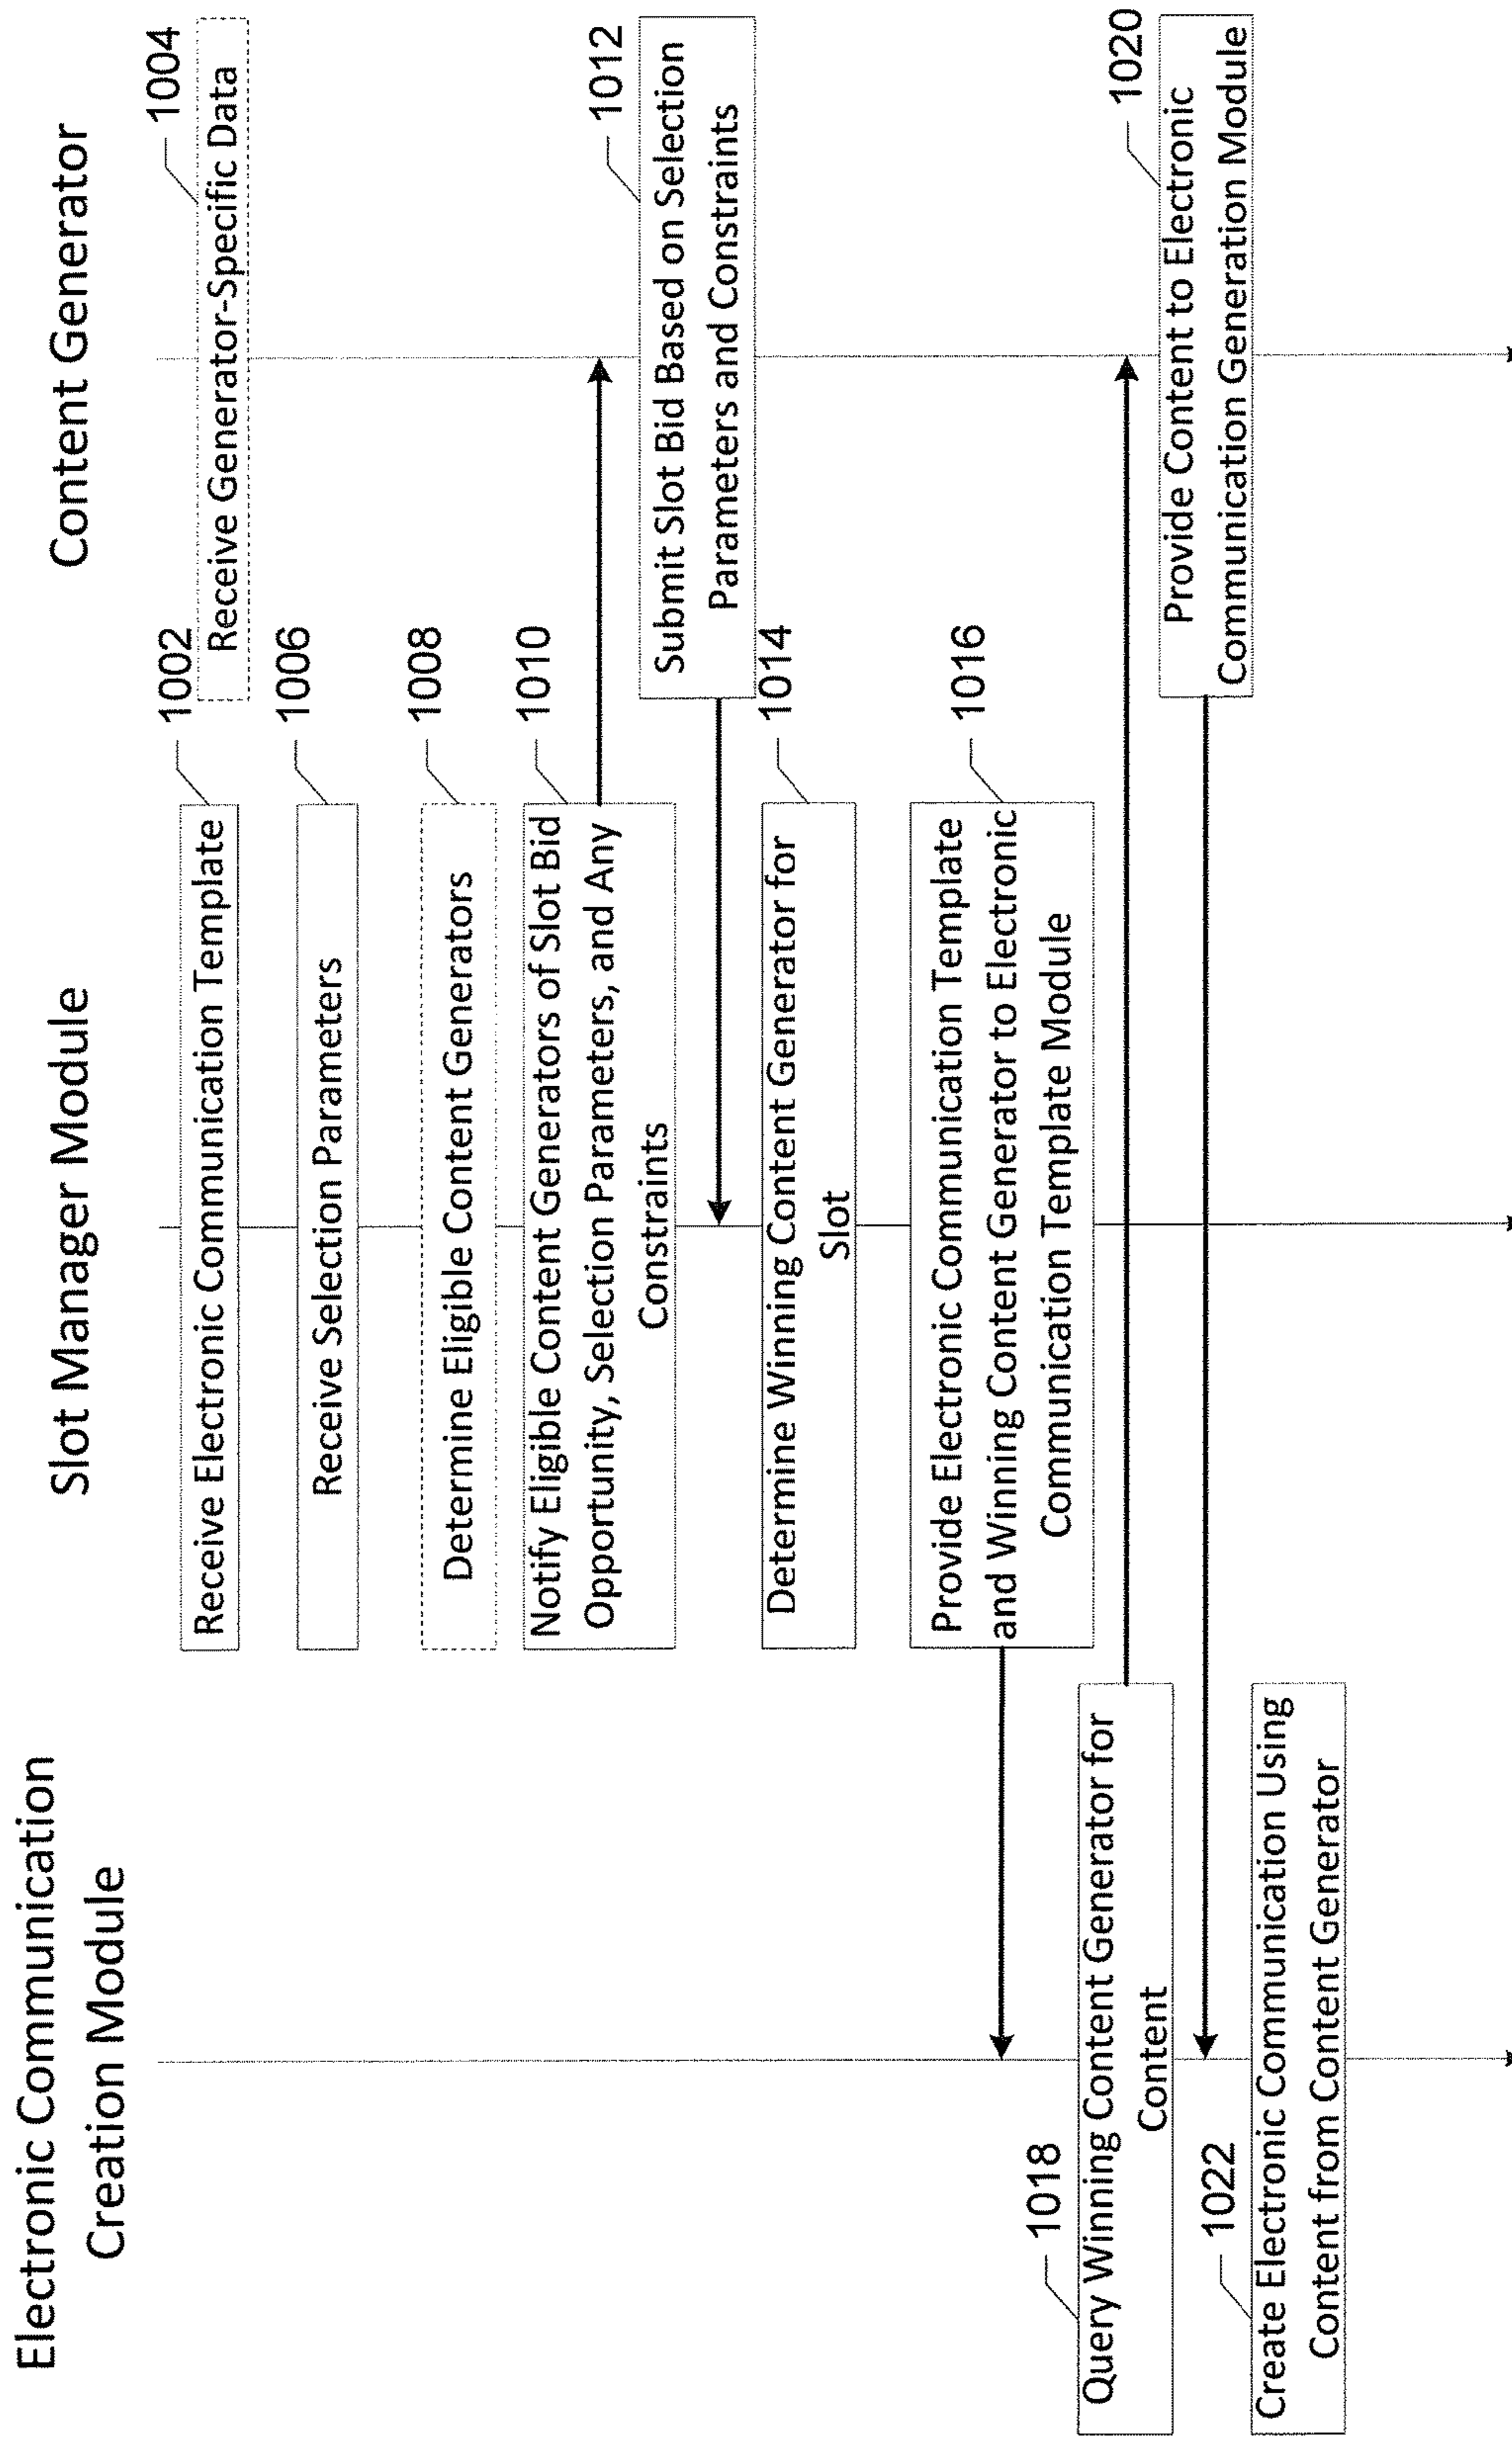 Electronic Communication
Creation Module
Slot Manager Module
Content Generator
1002
Receive Electronic Communication Template
1004
Receive Generator-Specific Data
1006
Receive Selection Parameters
1008
Determine Eligible Content Generators
1010
Notify Eligible Content Generators of Slot Bid
Opportunity, Selection Parameters, and Any
Constraints
1012
Submit Slot Bid Based on Selection
Parameters and Constraints
1014
Determine Winning Content Generator for
Slot
1016
Provide Electronic Communication Template
and Winning Content Generator to Electronic
Communication Template Module
1018
Query Winning Content Generator for
Content
1020
Provide Content to Electronic
Communication Generation Module
1022
Create Electronic Communication Using
Content from Content Generator